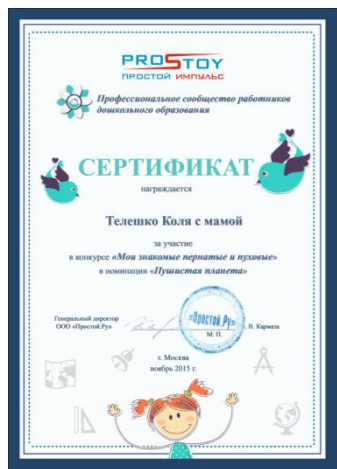 PROSTOY
ПРОСТОЙ ИМПУЛЬС
Профессиональное сообщество работников
дошкольного образования
СЕРТИФИКАТ
награждается
Телешко Коля с мамой
за участие
в конкурсе «Мои знакомые пернатые и пуховые»
в номинации «Пушистая планета»
Генеральный директор
ООО «Простой.Ру»
«Простой.Ру»
М. П.
В. Кармаш
г. Москва
ноябрь 2015 г.